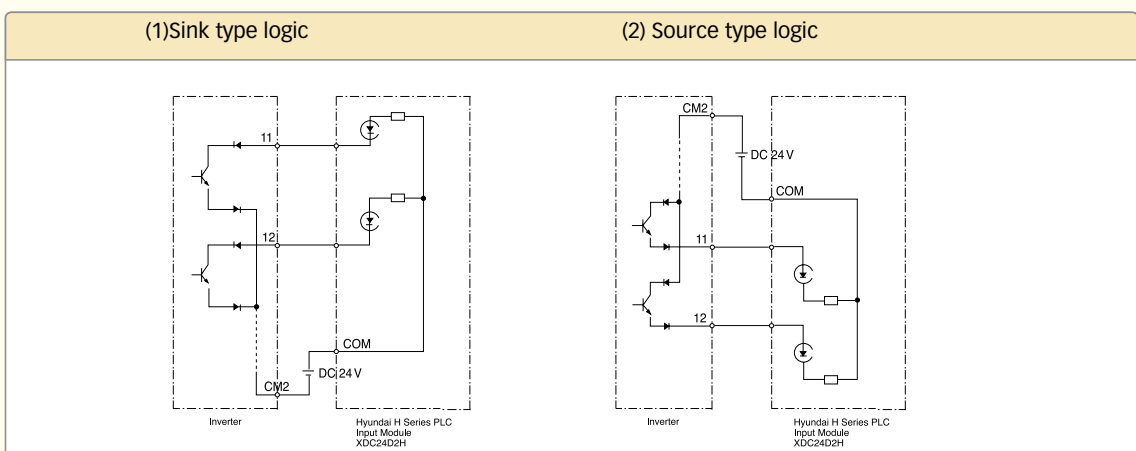 (1)Sink type logic
(2) Source type logic
11
12
COM
DC 24 V
CM2
Inverter
Hyundai H Series PLC
Input Module
XDC24D2H
CM2
DC 24 V
COM
11
12
Inverter
Hyundai H Series PLC
Input Module
XDC24D2H